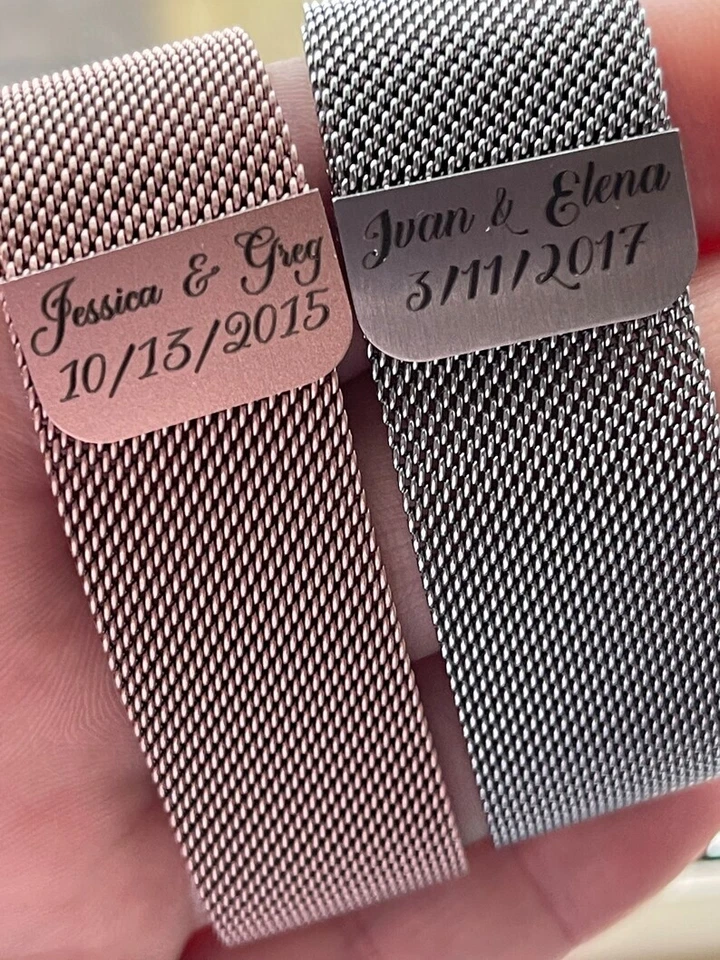 Jessica & Greg
10/13/2015
Ivan & Elena
3/11/2017